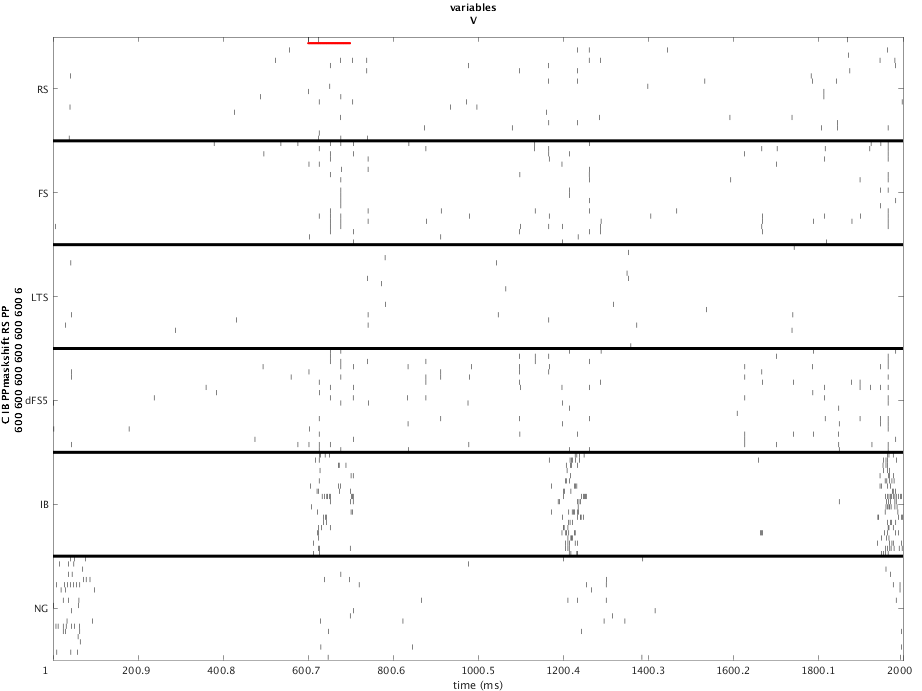 variables
V
C IB PPmaskshift RS PP
600 600 600 600 600 600 6
RS
FS
LTS
dFS5
IB
NG
1 200.9 400.8 600.7 800.6 1000.5 1200.4 1400.3 1600.2 1800.1 2000
time (ms)